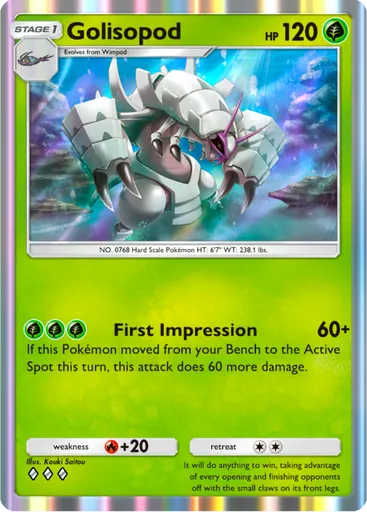 STAGE 1
Golisopod
HP 120
Evolves from Wimpod
NO. 0768 Hard Scale Pokémon HT: 6'7" WT: 238.1 lbs.
First Impression 60+
If this Pokémon moved from your Bench to the Active
Spot this turn, this attack does 60 more damage.
weakness +20
retreat
Illus. Kouki Saitou
It will do anything to win, taking advantage
of every opening and finishing opponents
off with the small claws on its front legs.